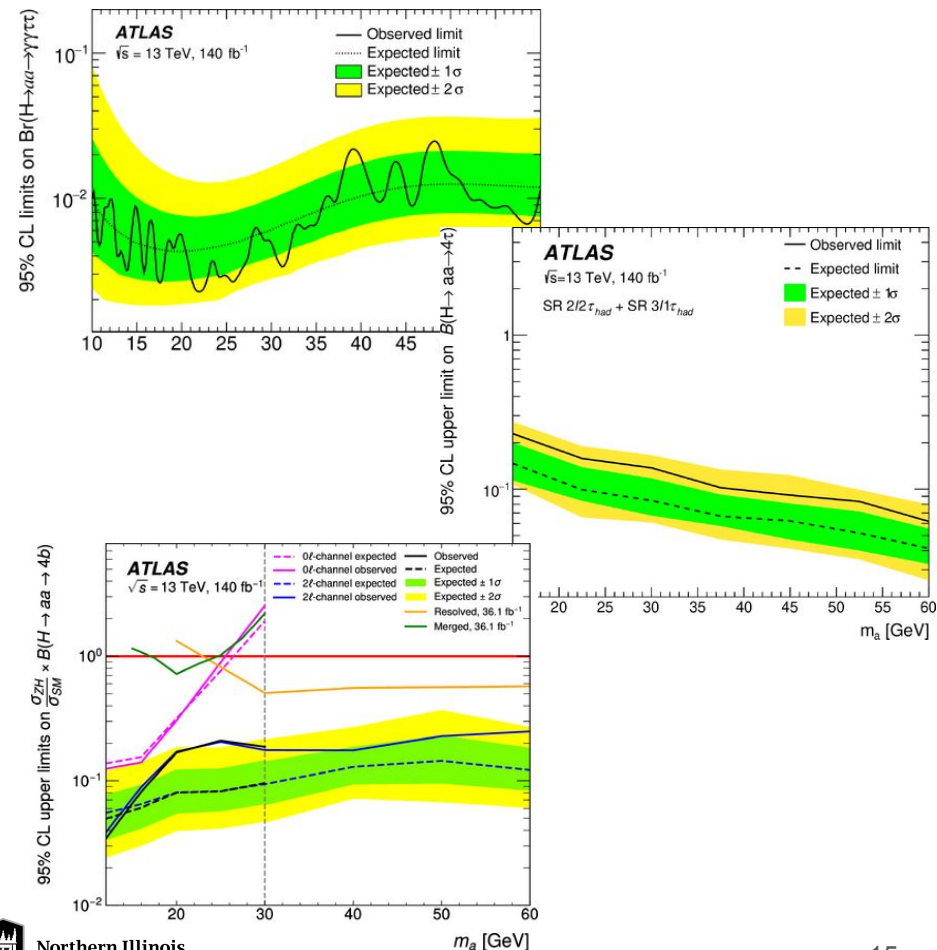 95% CL limits on Br(H→aa→γγττ)
ATLAS
√s = 13 TeV, 140 fb⁻¹
Observed limit
Expected limit
Expected ± 1σ
Expected ± 2σ
10⁻¹
10⁻²
10 15 20 25 30 35 40 45
95% CL upper limit on B(H→ aa→4τ)
ATLAS
√s=13 TeV, 140 fb⁻¹
SR 2/2τhad + SR 3/1τhad
Observed limit
Expected limit
Expected ± 1σ
Expected ± 2σ
1
10⁻¹
20 25 30 35 40 45 50 55 60
mₐ [GeV]
95% CL upper limits on σZH/σSM × B(H → aa → 4b)
ATLAS
√s = 13 TeV, 140 fb⁻¹
0ℓ-channel expected
0ℓ-channel observed
2ℓ-channel expected
2ℓ-channel observed
Observed
Expected
Expected ± 1σ
Expected ± 2σ
Resolved, 36.1 fb⁻¹
Merged, 36.1 fb⁻¹
10⁰
10⁻¹
10⁻²
20 30 40 50 60
mₐ [GeV]
Northern Illinois